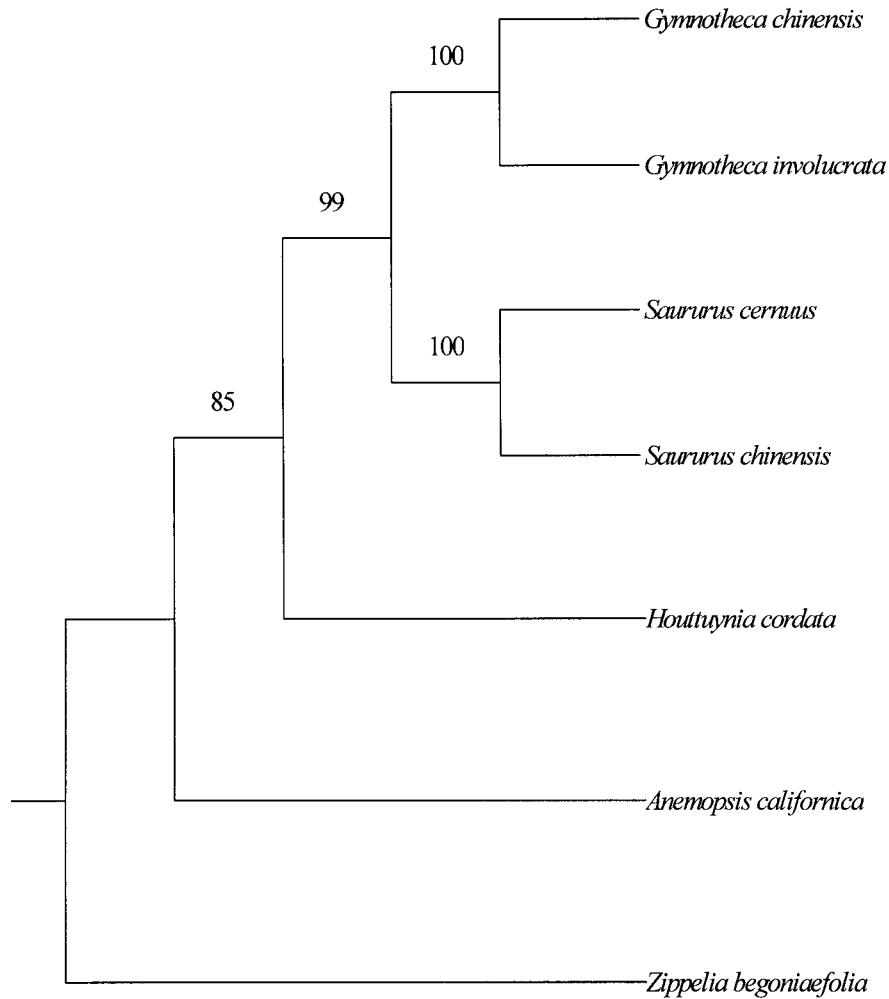 Gymnotheca chinensis
100
Gymnotheca involucrata
99
Saururus cernuus
100
Saururus chinensis
85
Houttuynia cordata
Anemopsis californica
Zippelia begoniaefolia